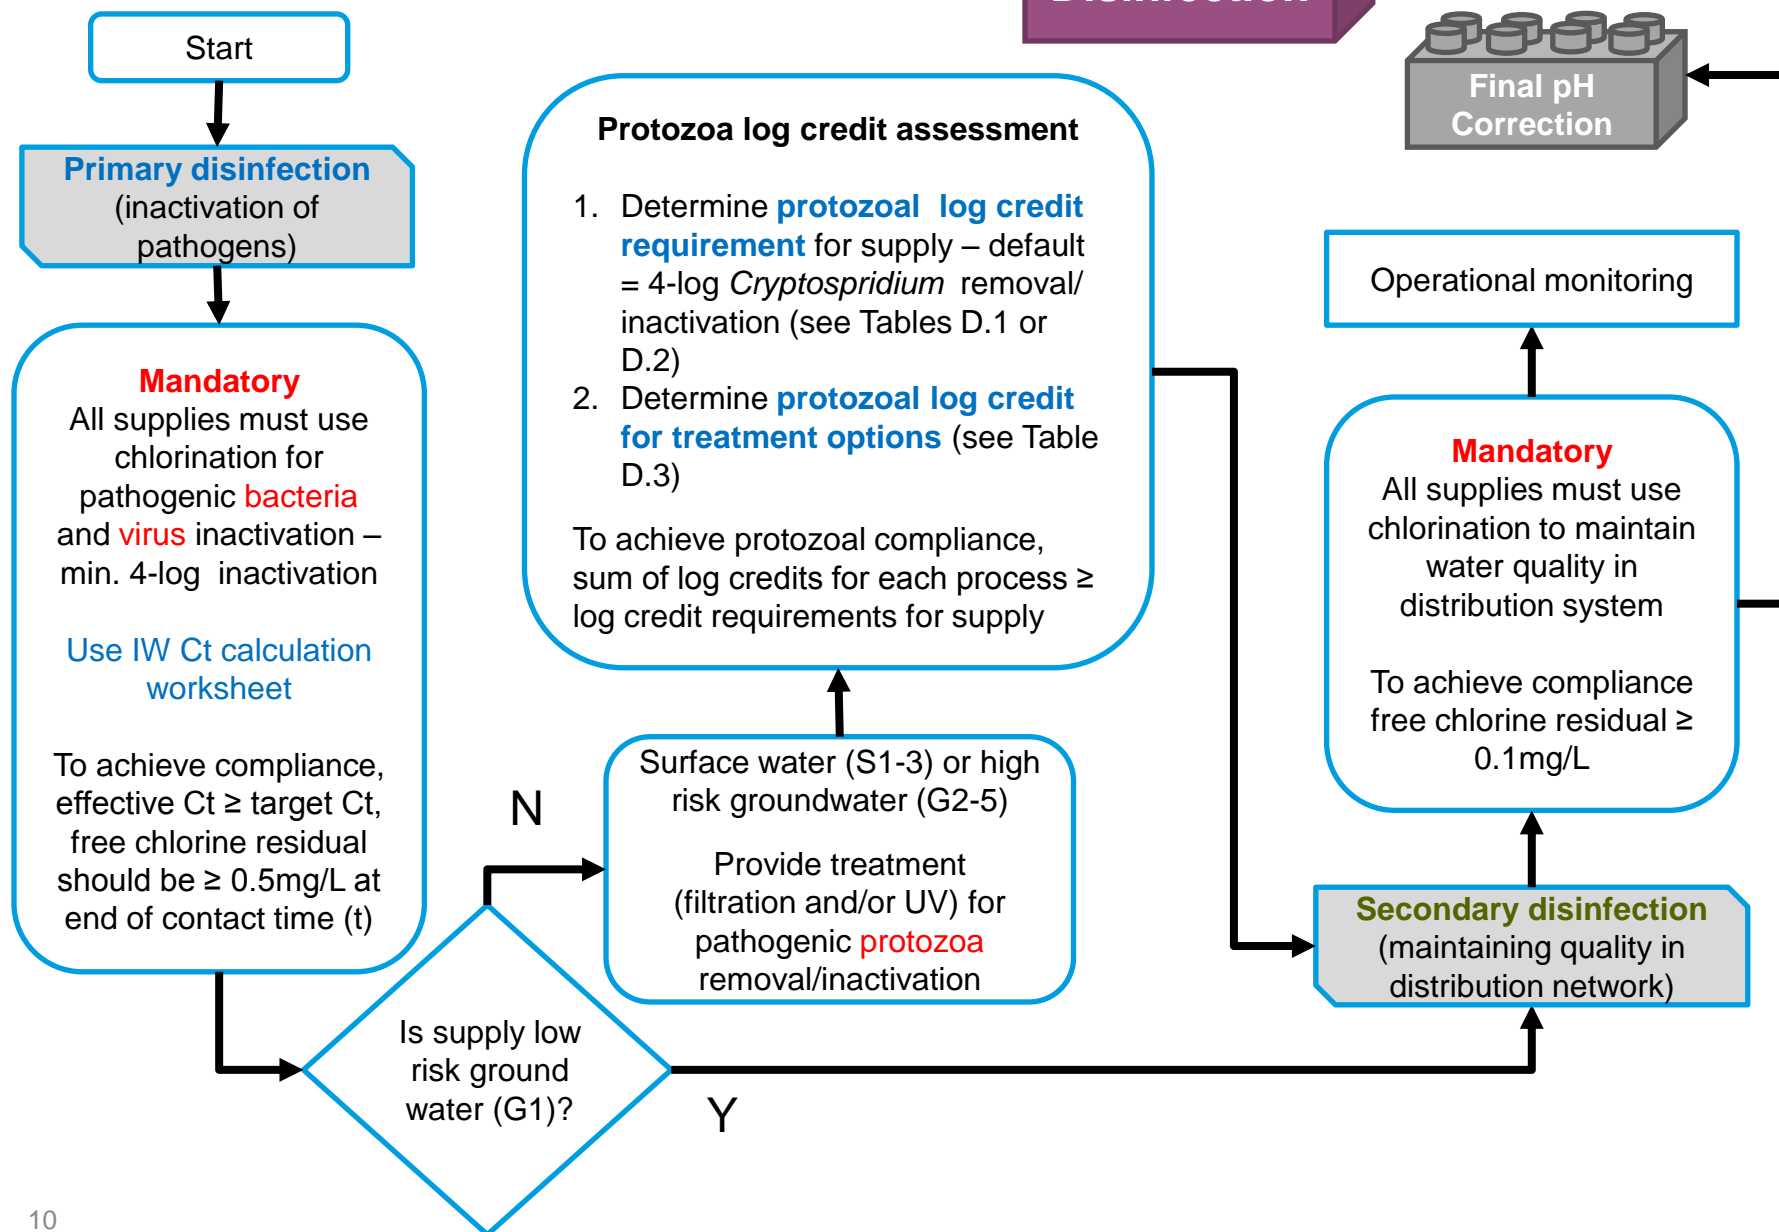 Disinfection
Start
Primary disinfection
(inactivation of
pathogens)
Mandatory
All supplies must use
chlorination for
pathogenic bacteria
and virus inactivation –
min. 4-log inactivation
Use IW Ct calculation
worksheet
To achieve compliance,
effective Ct ≥ target Ct,
free chlorine residual
should be ≥ 0.5mg/L at
end of contact time (t)
Is supply low
risk ground
water (G1)?
N
Y
Surface water (S1-3) or high
risk groundwater (G2-5)
Provide treatment
(filtration and/or UV) for
pathogenic protozoa
removal/inactivation
Protozoa log credit assessment
1. Determine protozoal log credit
requirement for supply – default
= 4-log Cryptospridium removal/
inactivation (see Tables D.1 or
D.2)
2. Determine protozoal log credit
for treatment options (see Table
D.3)
To achieve protozoal compliance,
sum of log credits for each process ≥
log credit requirements for supply
Secondary disinfection
(maintaining quality in
distribution network)
Mandatory
All supplies must use
chlorination to maintain
water quality in
distribution system
To achieve compliance
free chlorine residual ≥
0.1mg/L
Operational monitoring
Final pH
Correction
10